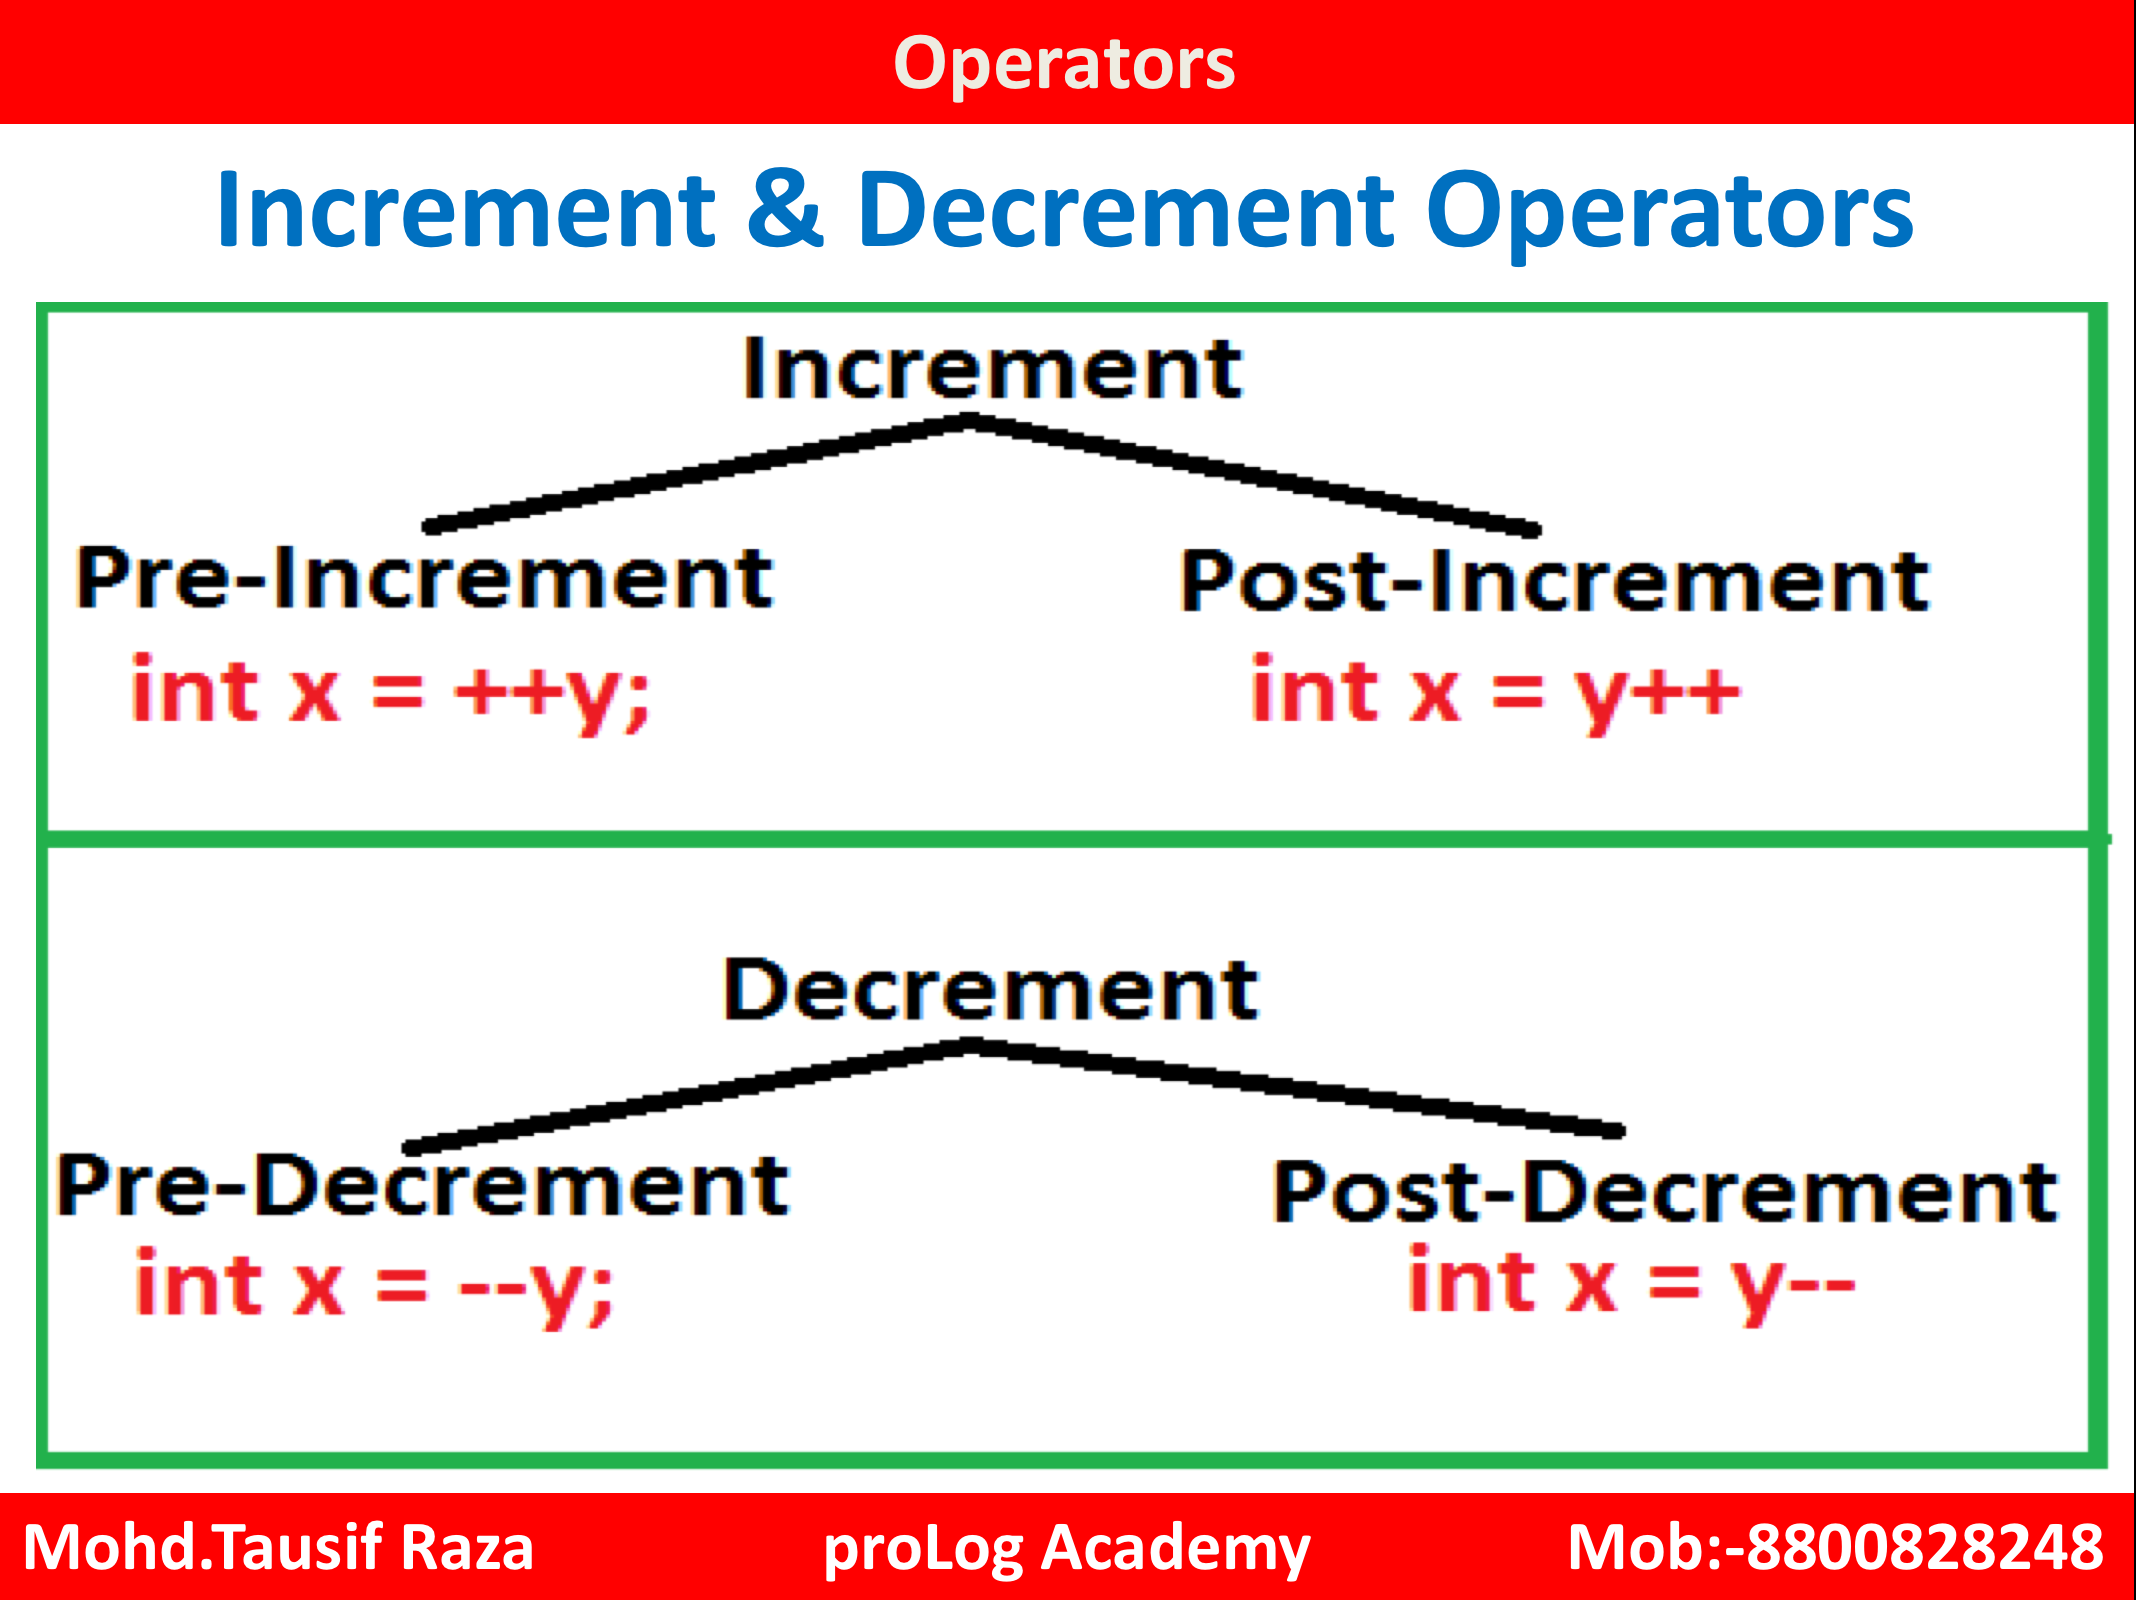 Operators
Increment & Decrement Operators
Increment
Pre-Increment Post-Increment
int x = ++y; int x = y++
Decrement
Pre-Decrement Post-Decrement
int x = --y; int x = y--
Mohd.Tausif Raza proLog Academy Mob:-8800828248